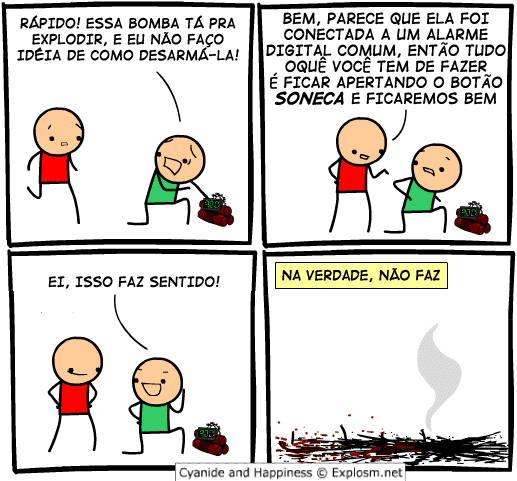 RÁPIDO! ESSA BOMBA TÁ PRA
EXPLODIR, E EU NÃO FAÇO
IDÉIA DE COMO DESARMÁ-LA!
BEM, PARECE QUE ELA FOI
CONECTADA A UM ALARME
DIGITAL COMUM, ENTÃO TUDO
OQUÊ VOCÊ TEM DE FAZER
É FICAR APERTANDO O BOTÃO
SONECA E FICAREMOS BEM
EI, ISSO FAZ SENTIDO!
NA VERDADE, NÃO FAZ
Cyanide and Happiness © Explosm.net